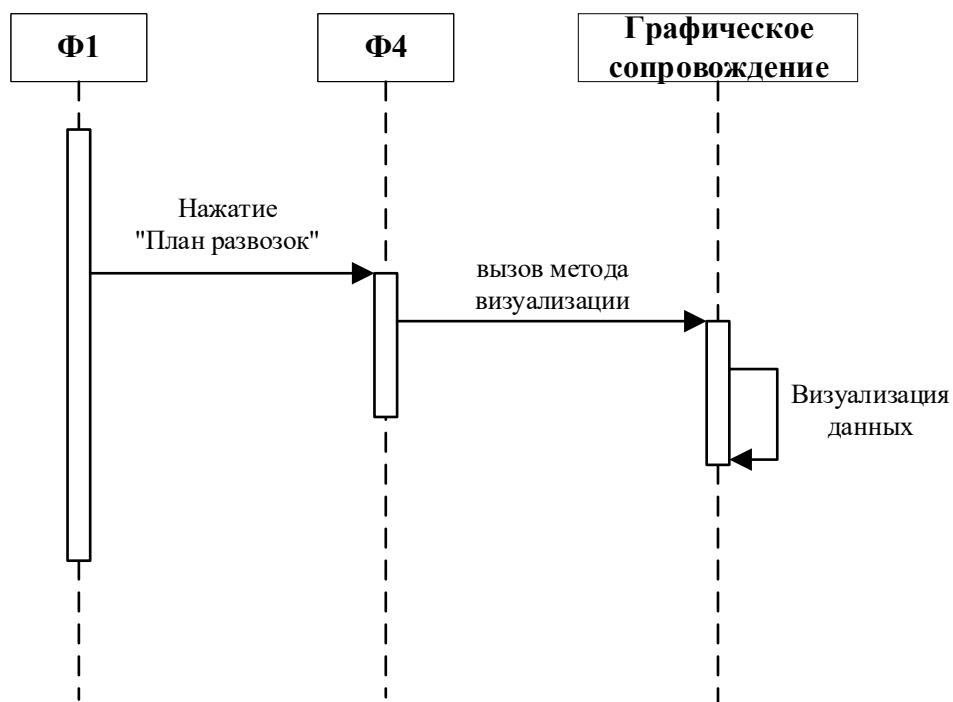 Ф1
Ф4
Графическое
сопровождение
Нажатие
"План развозок"
вызов метода
визуализации
Визуализация
данных